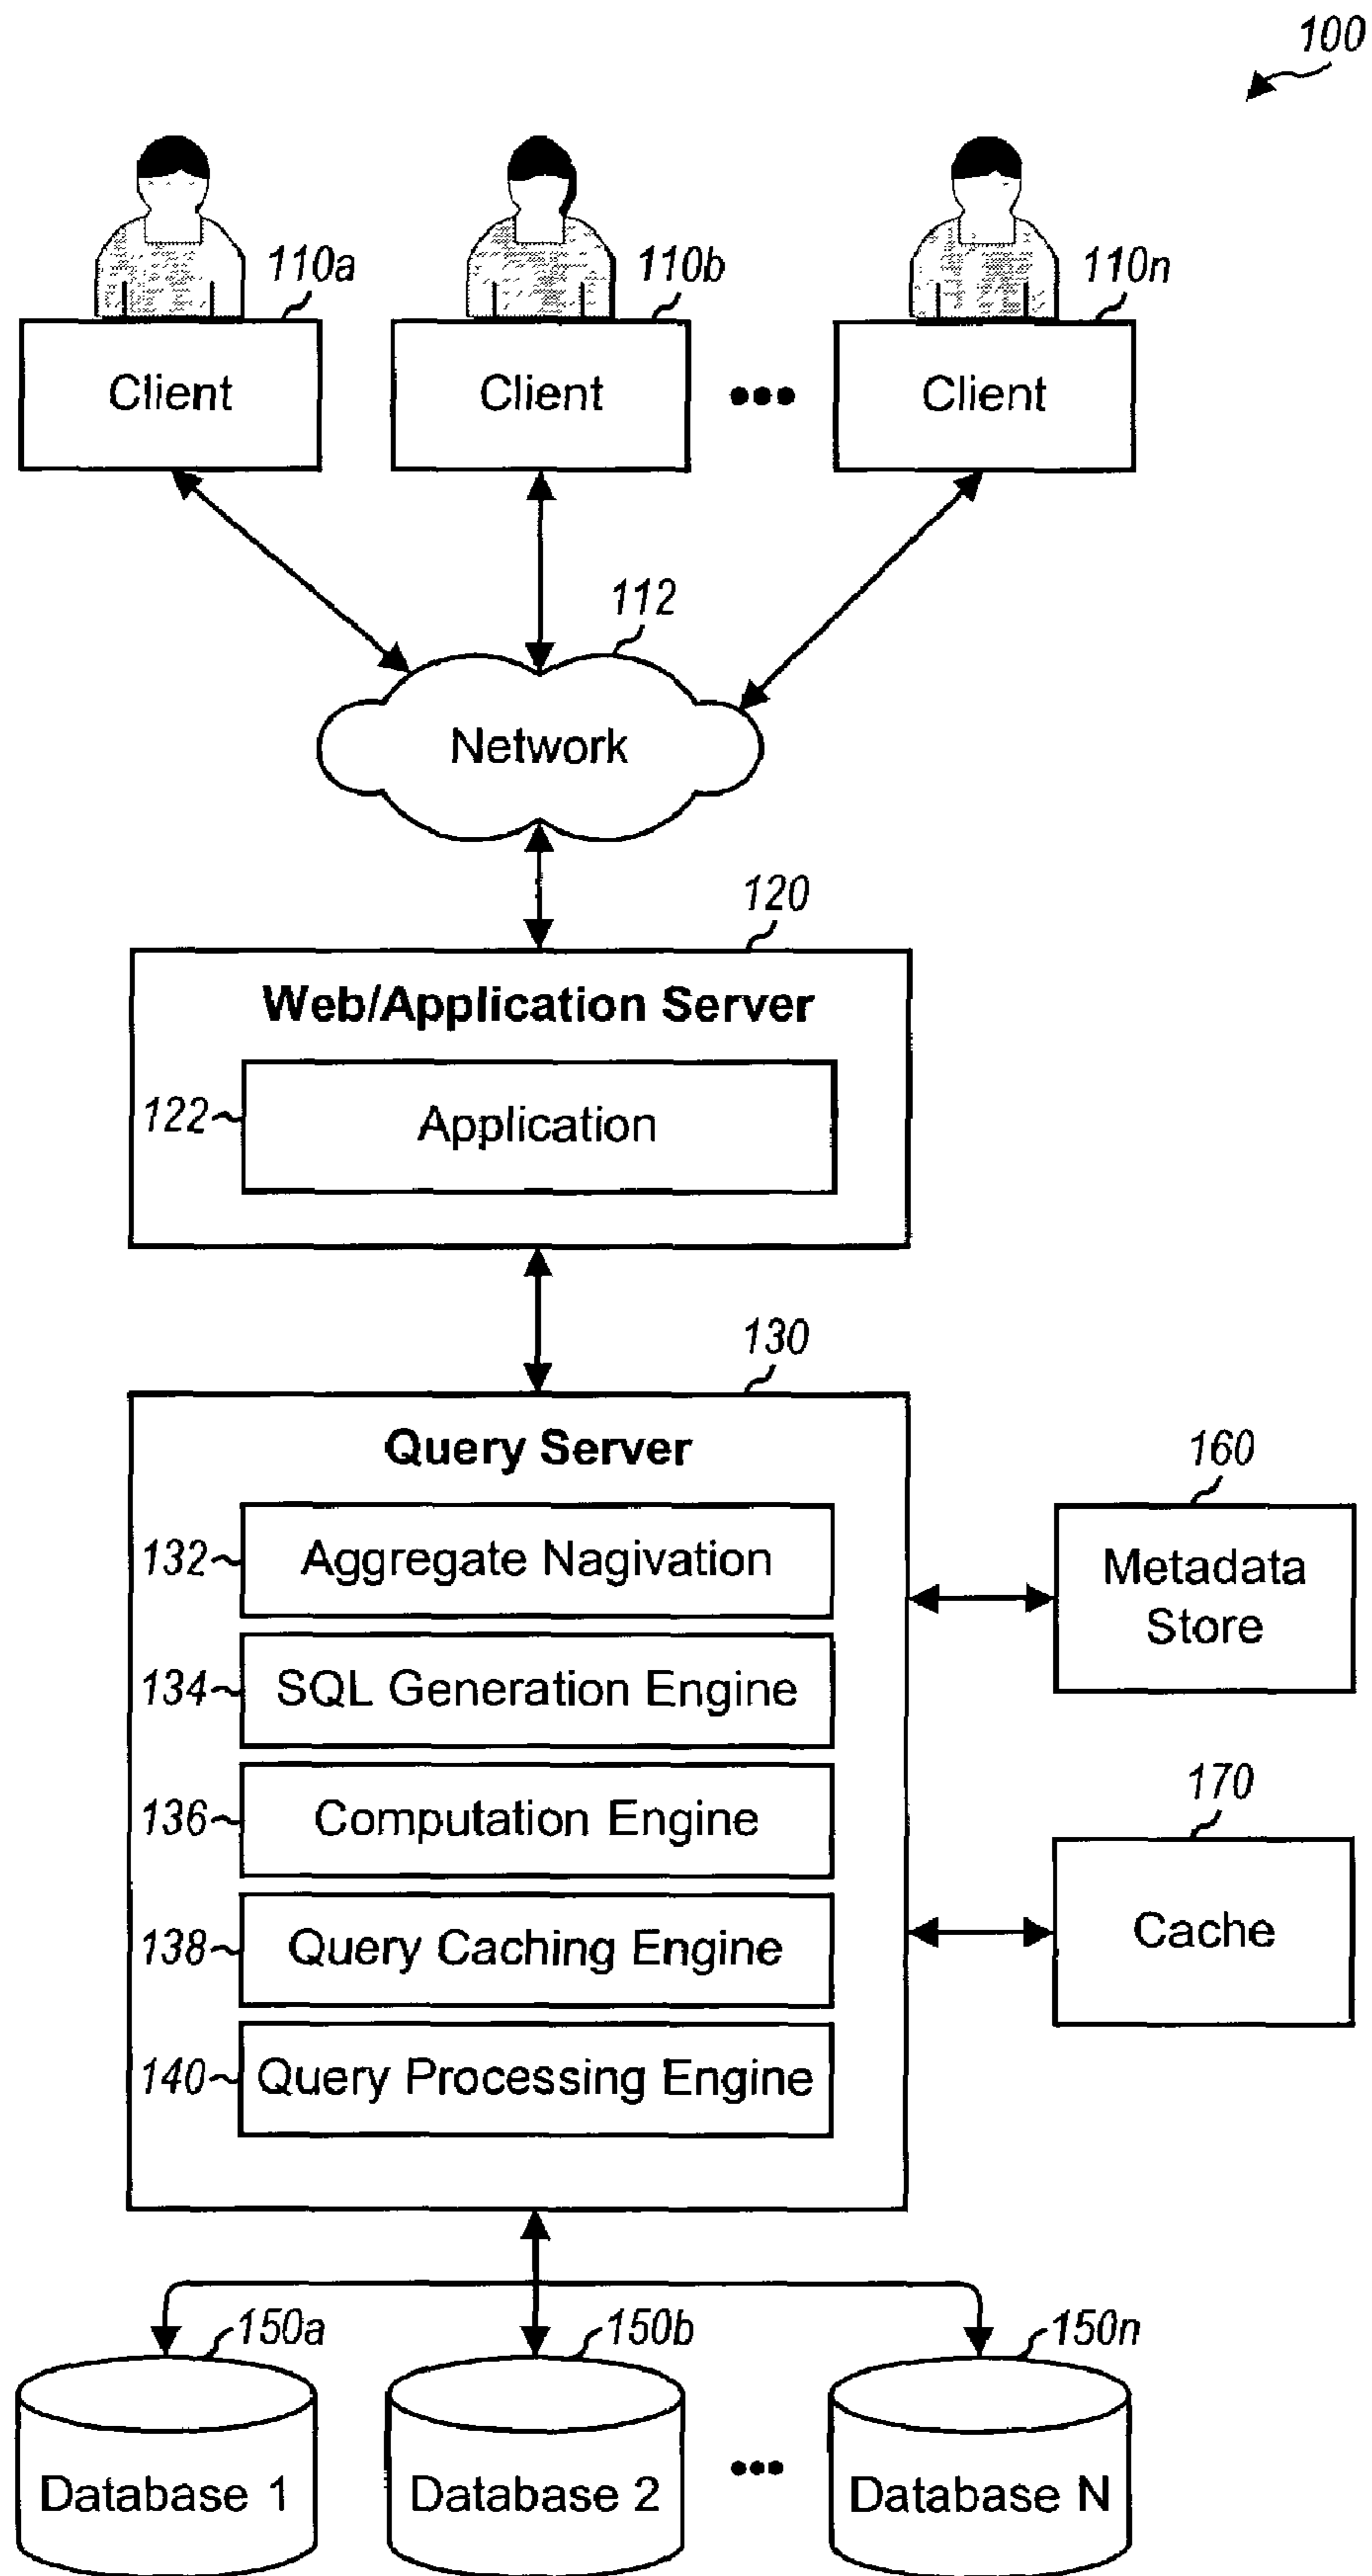 100
110a
110b
110n
Client
Client
•••
Client
112
Network
120
Web/Application Server
122
Application
130
Query Server
132
Aggregate Nagivation
134
SQL Generation Engine
136
Computation Engine
138
Query Caching Engine
140
Query Processing Engine
160
Metadata
Store
170
Cache
150a
150b
150n
Database 1
Database 2
•••
Database N